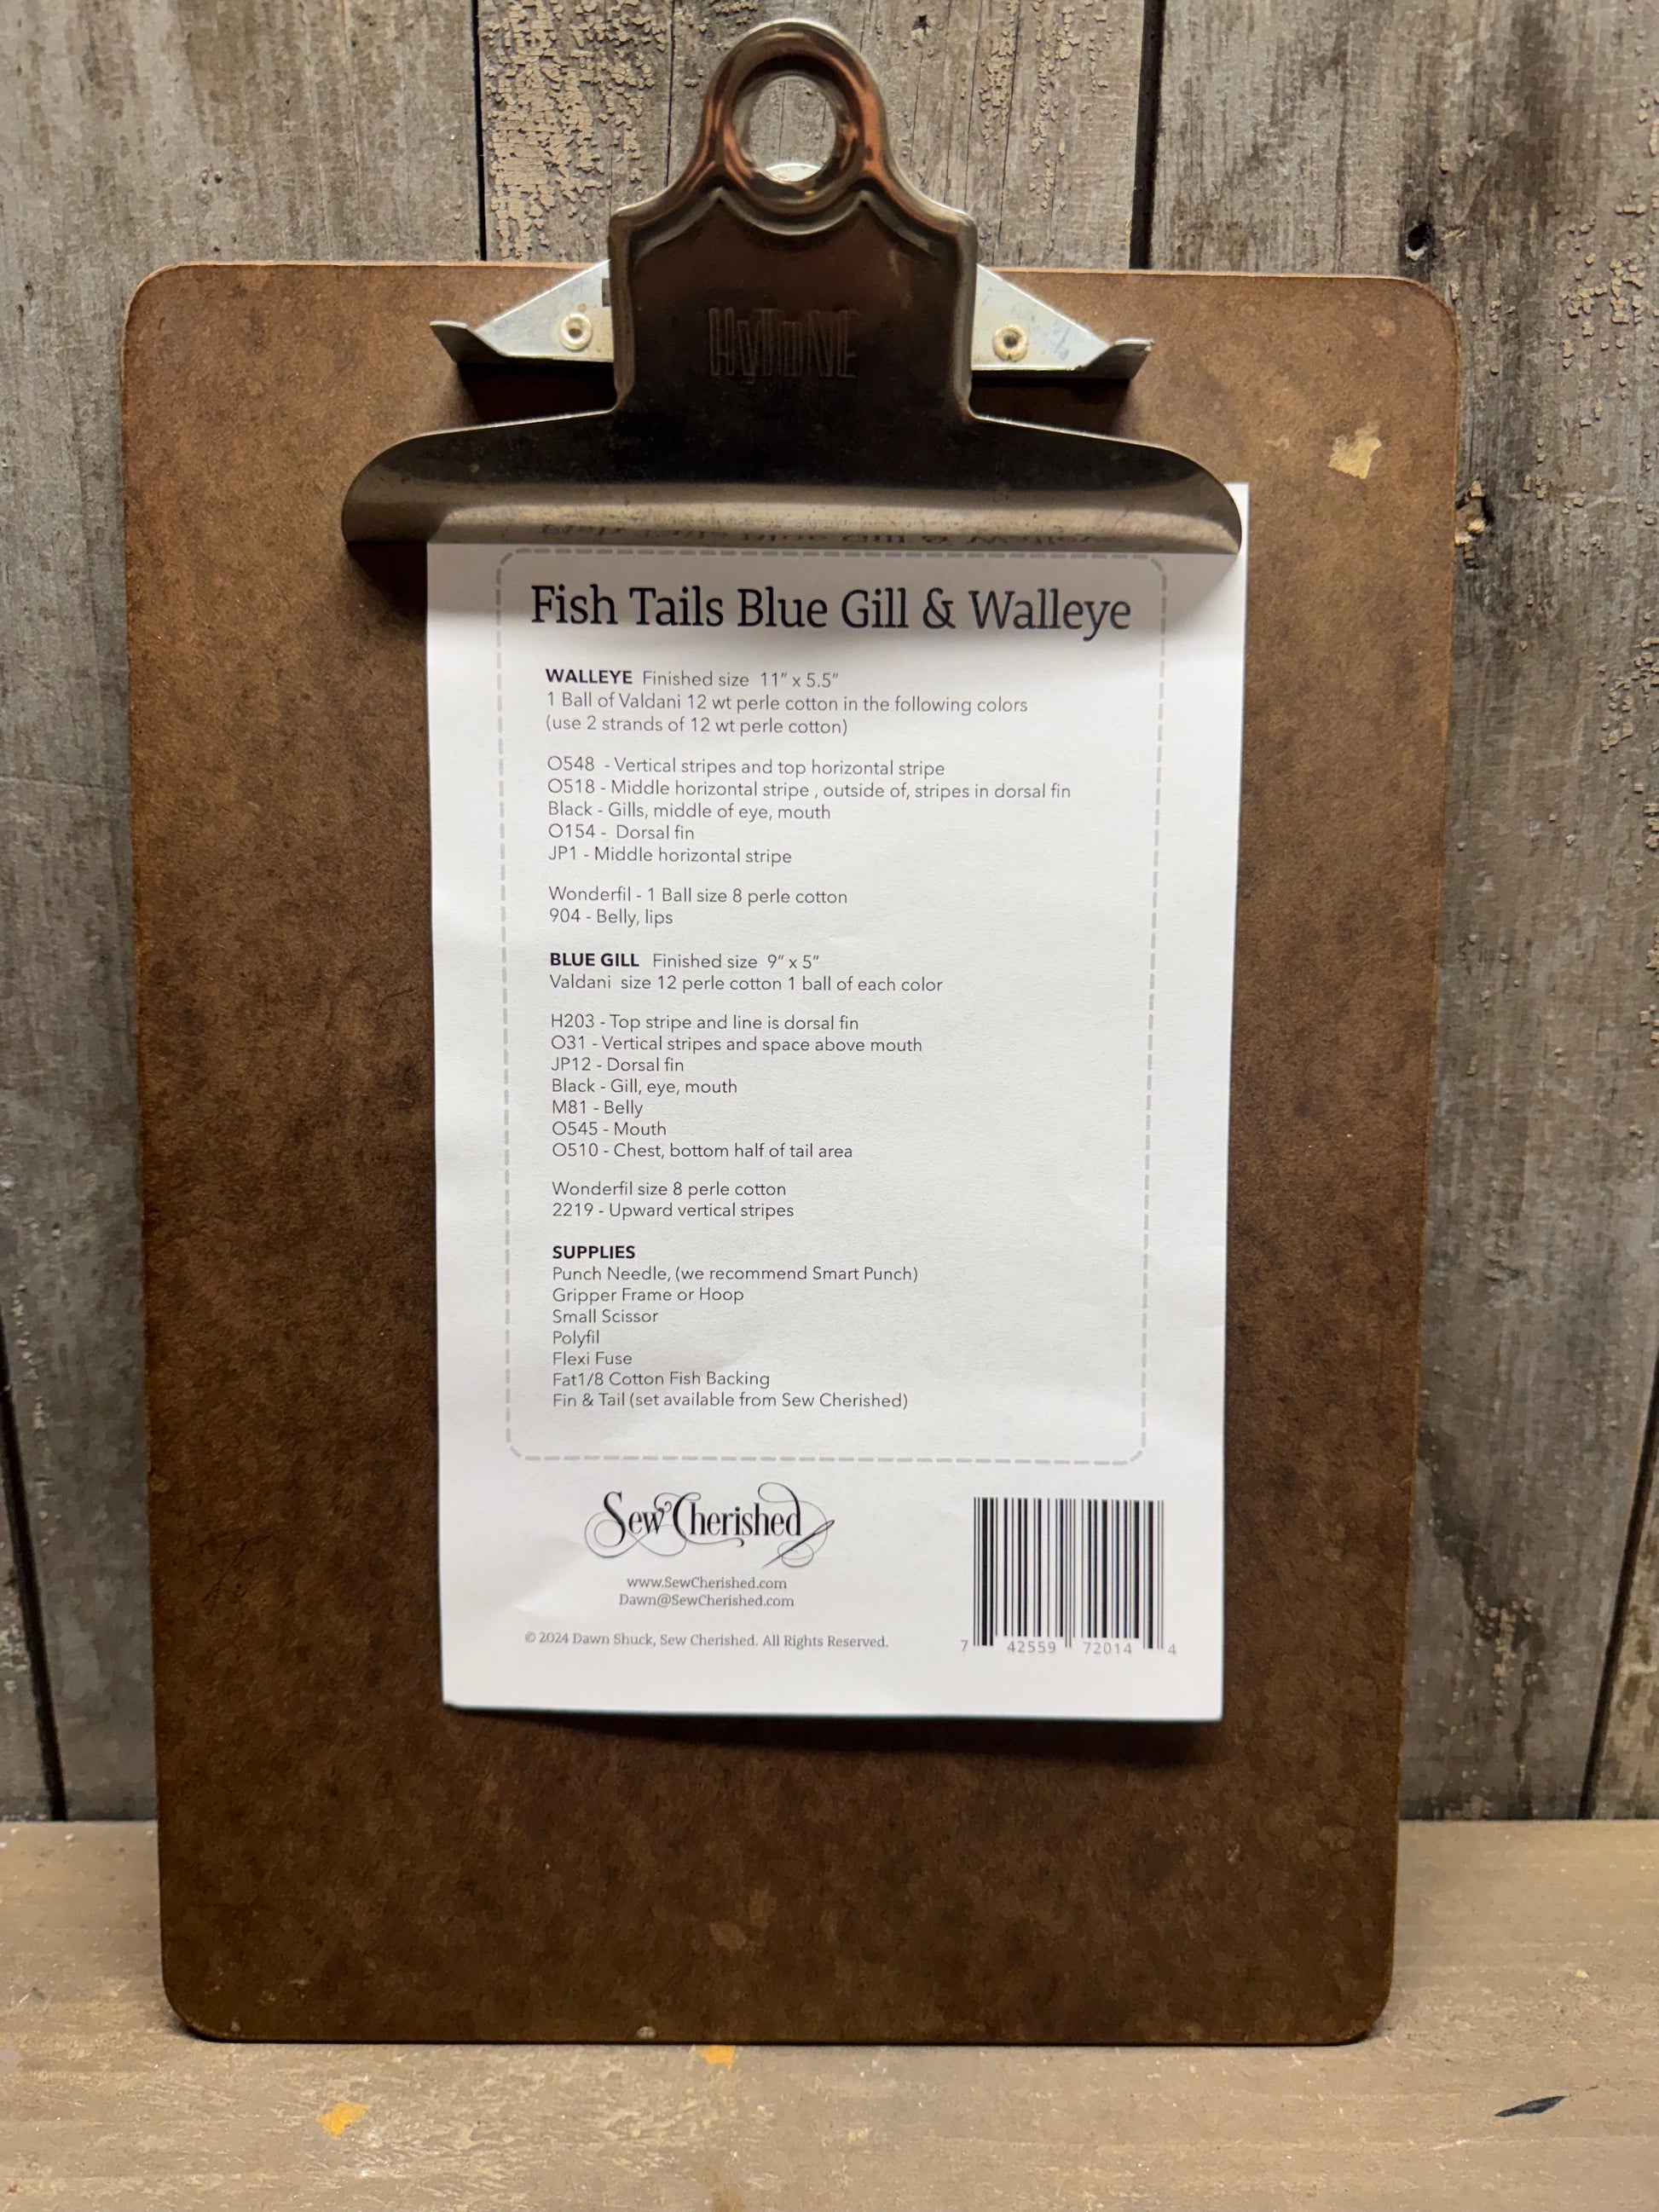 HyTONE
Fish Tails Blue Gill & Walleye
WALLEYE Finished size 11" x 5.5"
1 Ball of Valdani 12 wt perle cotton in the following colors
(use 2 strands of 12 wt perle cotton)
O548 - Vertical stripes and top horizontal stripe
O518 - Middle horizontal stripe , outside of, stripes in dorsal fin
Black - Gills, middle of eye, mouth
O154 - Dorsal fin
JP1 - Middle horizontal stripe
Wonderfil - 1 Ball size 8 perle cotton
904 - Belly, lips
BLUE GILL Finished size 9" x 5"
Valdani size 12 perle cotton 1 ball of each color
H203 - Top stripe and line is dorsal fin
O31 - Vertical stripes and space above mouth
JP12 - Dorsal fin
Black - Gill, eye, mouth
M81 - Belly
O545 - Mouth
O510 - Chest, bottom half of tail area
Wonderfil size 8 perle cotton
2219 - Upward vertical stripes
SUPPLIES
Punch Needle, (we recommend Smart Punch)
Gripper Frame or Hoop
Small Scissor
Polyfil
Flexi Fuse
Fat1/8 Cotton Fish Backing
Fin & Tail (set available from Sew Cherished)
Sew Cherished
www.SewCherished.com
Dawn@SewCherished.com
© 2024 Dawn Shuck, Sew Cherished. All Rights Reserved.
7 42559 72014 4